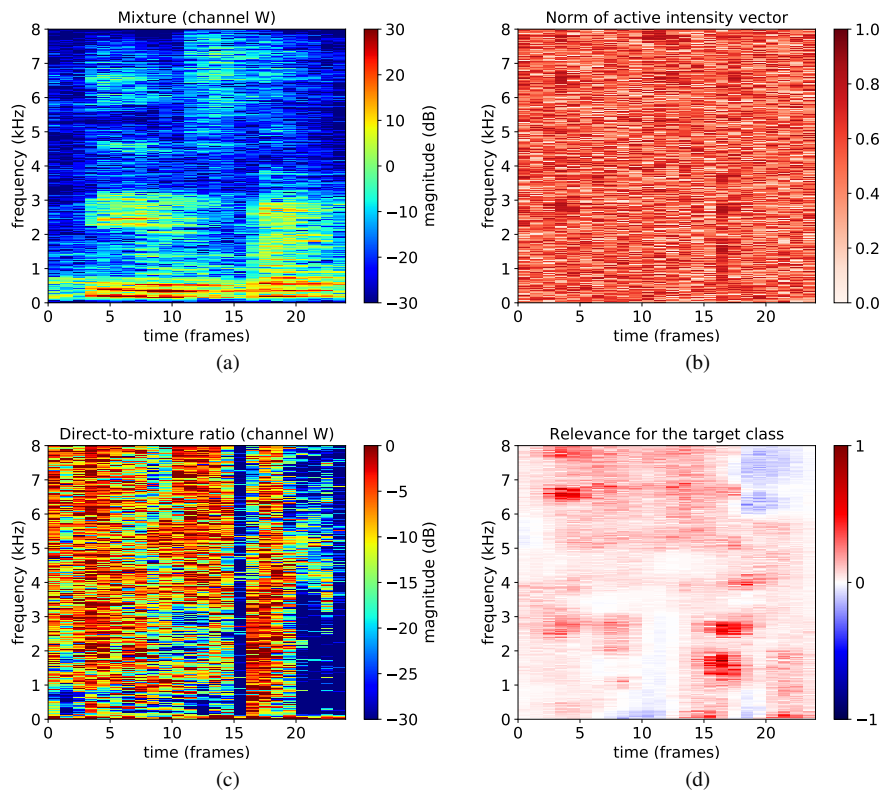 Mixture (channel W)
8
7
6
5
4
3
2
1
0
frequency (kHz)
0 5 10 15 20
time (frames)
30
20
10
0
−10
−20
−30
magnitude (dB)
(a)
Norm of active intensity vector
8
7
6
5
4
3
2
1
0
frequency (kHz)
0 5 10 15 20
time (frames)
1.0
0.8
0.6
0.4
0.2
0.0
(b)
Direct-to-mixture ratio (channel W)
8
7
6
5
4
3
2
1
0
frequency (kHz)
0 5 10 15 20
time (frames)
0
−5
−10
−15
−20
−25
−30
magnitude (dB)
(c)
Relevance for the target class
8
7
6
5
4
3
2
1
0
frequency (kHz)
0 5 10 15 20
time (frames)
1
0
−1
(d)